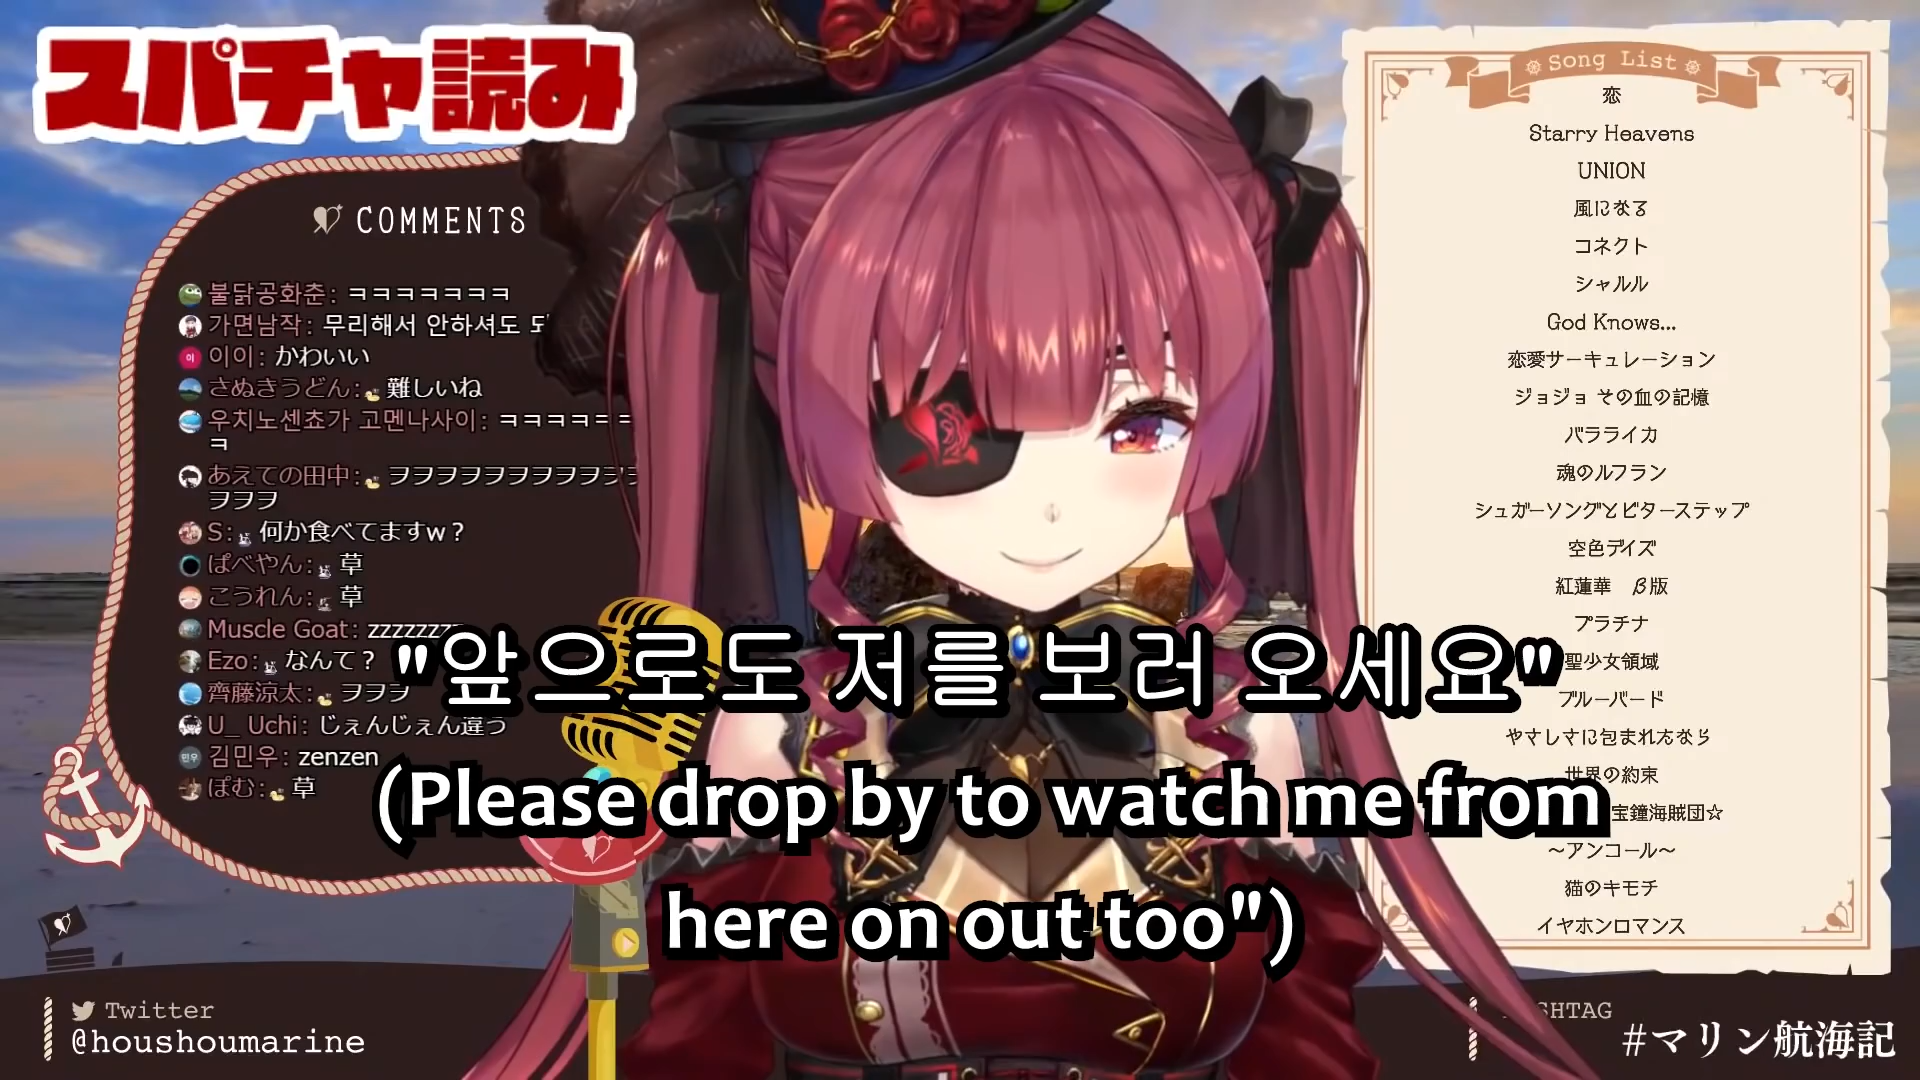 スパチャ読み
COMMENTS
불닭공화춘: ㅋㅋㅋㅋㅋㅋㅋ
가면남작: 무리해서 안하셔도
이이: かわいい
さぬきうどん: 難しいね
우치노센쵸가 고멘나사이: ㅋㅋㅋㅋ
ㅋ
あえての田中: ヲヲヲヲヲヲヲヲヲヲ
ヲヲヲ
S: 何か食べてますw？
ぱべやん: 草
こうれん: 草
Muscle Goat: zzzzzzzz
Ezo: なんて？
齊藤涼太: ヲヲヲ
U_ Uchi: じぇんじぇん違う
김민우: zenzen
ぽむ: 草
Twitter
@houshoumarine
Song List
恋
Starry Heavens
UNION
風になる
コネクト
シャルル
God Knows...
恋愛サーキュレーション
ジョジョ その血の記憶
バラライカ
魂のルフラン
シュガーソングとビターステップ
空色デイズ
紅蓮華　β版
プラチナ
聖少女領域
ブルーバード
やさしさに包まれたなら
世界の約束
宝鐘海賊団☆
～アンコール～
猫のキモチ
イヤホンロマンス
"앞으로도 저를 보러 오세요"
(Please drop by to watch me from
here on out too")
#マリン航海記